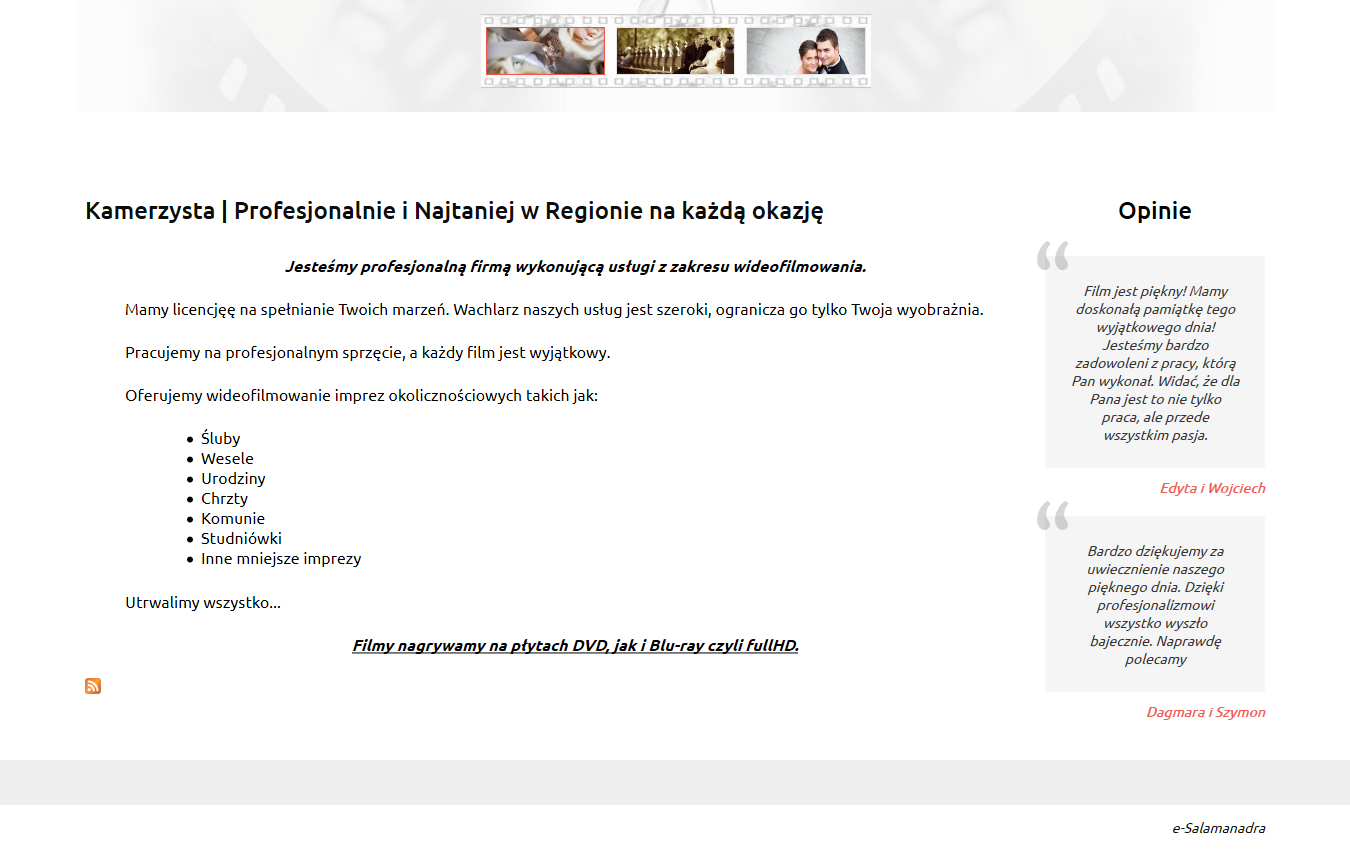 Kamerzysta | Profesjonalnie i Najtaniej w Regionie na każdą okazję
Jesteśmy profesjonalną firmą wykonującą usługi z zakresu wideofilmowania.
Mamy licencjęę na spełnianie Twoich marzeń. Wachlarz naszych usług jest szeroki, ogranicza go tylko Twoja wyobrażnia.
Pracujemy na profesjonalnym sprzęcie, a każdy film jest wyjątkowy.
Oferujemy wideofilmowanie imprez okolicznościowych takich jak:
• Śluby
• Wesele
• Urodziny
• Chrzty
• Komunie
• Studniówki
• Inne mniejsze imprezy
Utrwalimy wszystko...
Filmy nagrywamy na płytach DVD, jak i Blu-ray czyli fullHD.
Opinie
“
Film jest piękny! Mamy
doskonałą pamiątkę tego
wyjątkowego dnia!
Jesteśmy bardzo
zadowoleni z pracy, którą
Pan wykonał. Widać, że dla
Pana jest to nie tylko
praca, ale przede
wszystkim pasja.
Edyta i Wojciech
“
Bardzo dziękujemy za
uwiecznienie naszego
pięknego dnia. Dzięki
profesjonalizmowi
wszystko wyszło
bajecznie. Naprawdę
polecamy
Dagmara i Szymon
e-Salamanadra